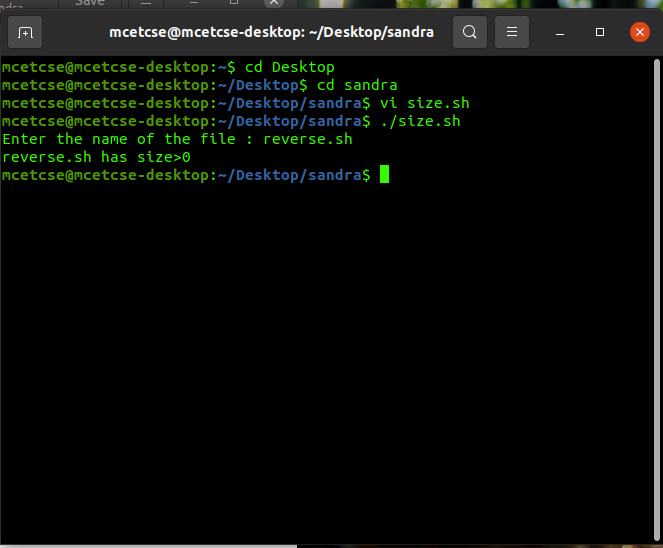 ndra
Save
mcetcse@mcetcse-desktop: ~/Desktop/sandra
mcetcse@mcetcse-desktop:~$ cd Desktop
mcetcse@mcetcse-desktop:~/Desktop$ cd sandra
mcetcse@mcetcse-desktop:~/Desktop/sandra$ vi size.sh
mcetcse@mcetcse-desktop:~/Desktop/sandra$ ./size.sh
Enter the name of the file : reverse.sh
reverse.sh has size>0
mcetcse@mcetcse-desktop:~/Desktop/sandra$